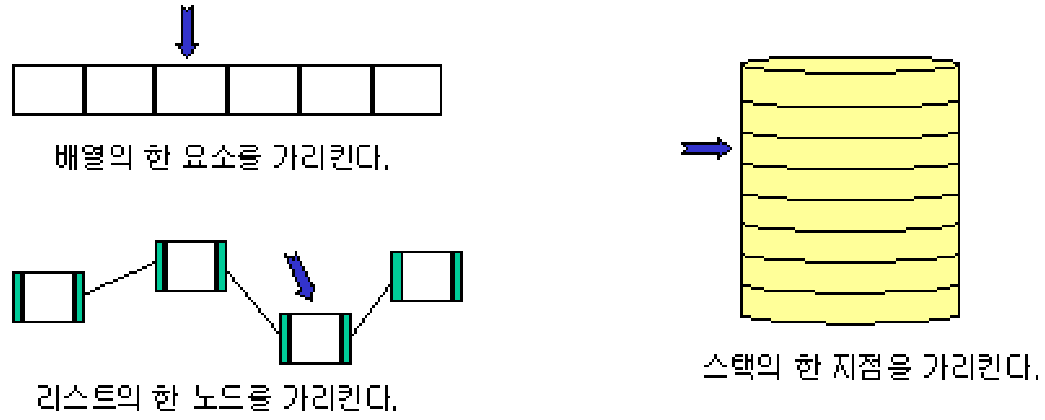 배열의 한 요소를 가리킨다.
리스트의 한 노드를 가리킨다.
스택의 한 지점을 가리킨다.